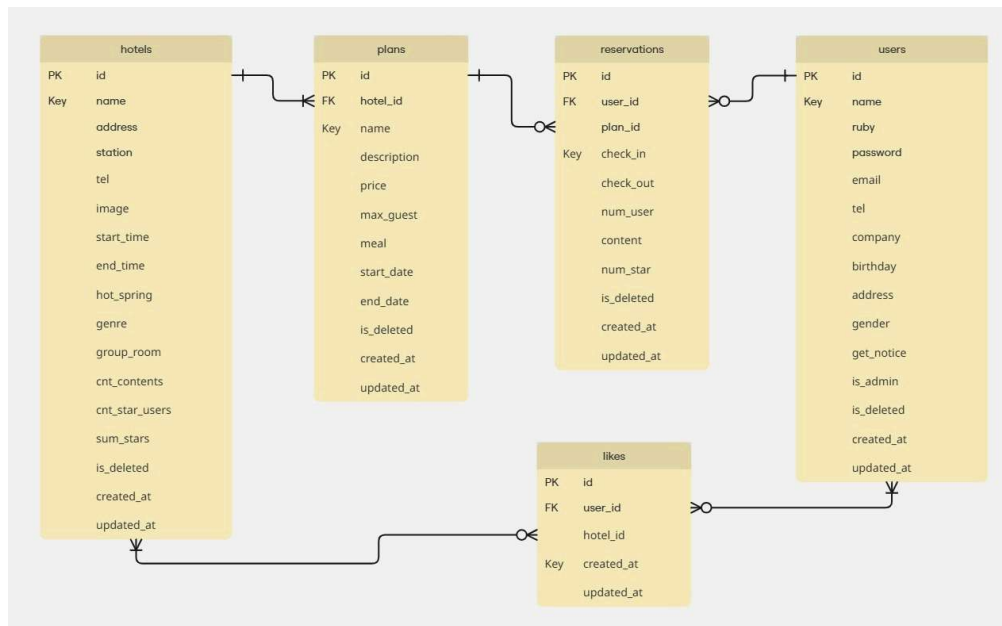 hotels
PK id
Key name
address
station
tel
image
start_time
end_time
hot_spring
genre
group_room
cnt_contents
cnt_star_users
sum_stars
is_deleted
created_at
updated_at
plans
PK id
FK hotel_id
Key name
description
price
max_guest
meal
start_date
end_date
is_deleted
created_at
updated_at
reservations
PK id
FK user_id
plan_id
Key check_in
check_out
num_user
content
num_star
is_deleted
created_at
updated_at
users
PK id
Key name
ruby
password
email
tel
company
birthday
address
gender
get_notice
is_admin
is_deleted
created_at
updated_at
likes
PK id
FK user_id
hotel_id
Key created_at
updated_at